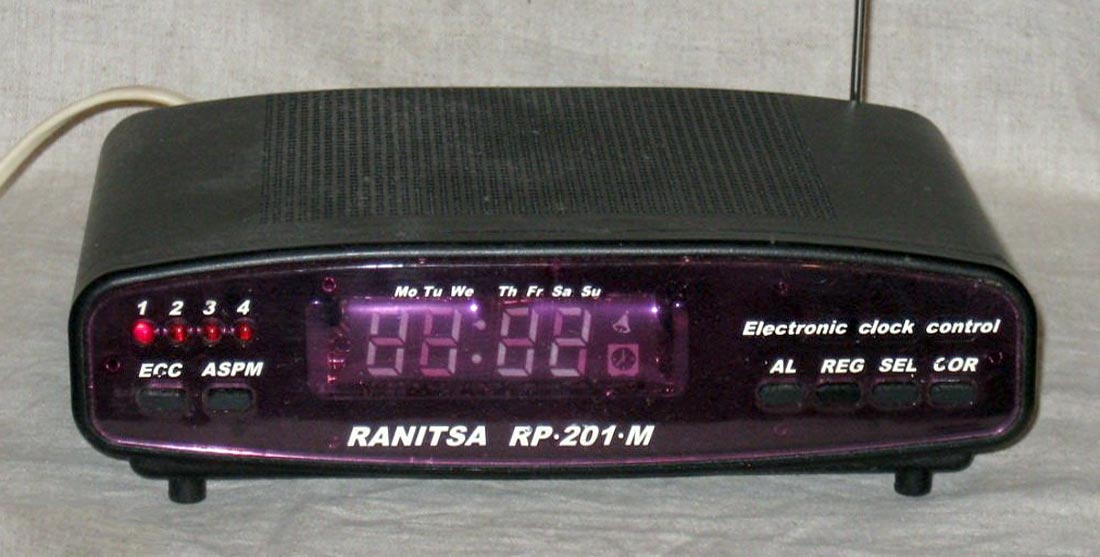 Mo Tu We Th Fr Sa Su
1 2 3 4
Electronic clock control
ECC ASPM
AL REG SEL COR
RANITSA RP·201·M